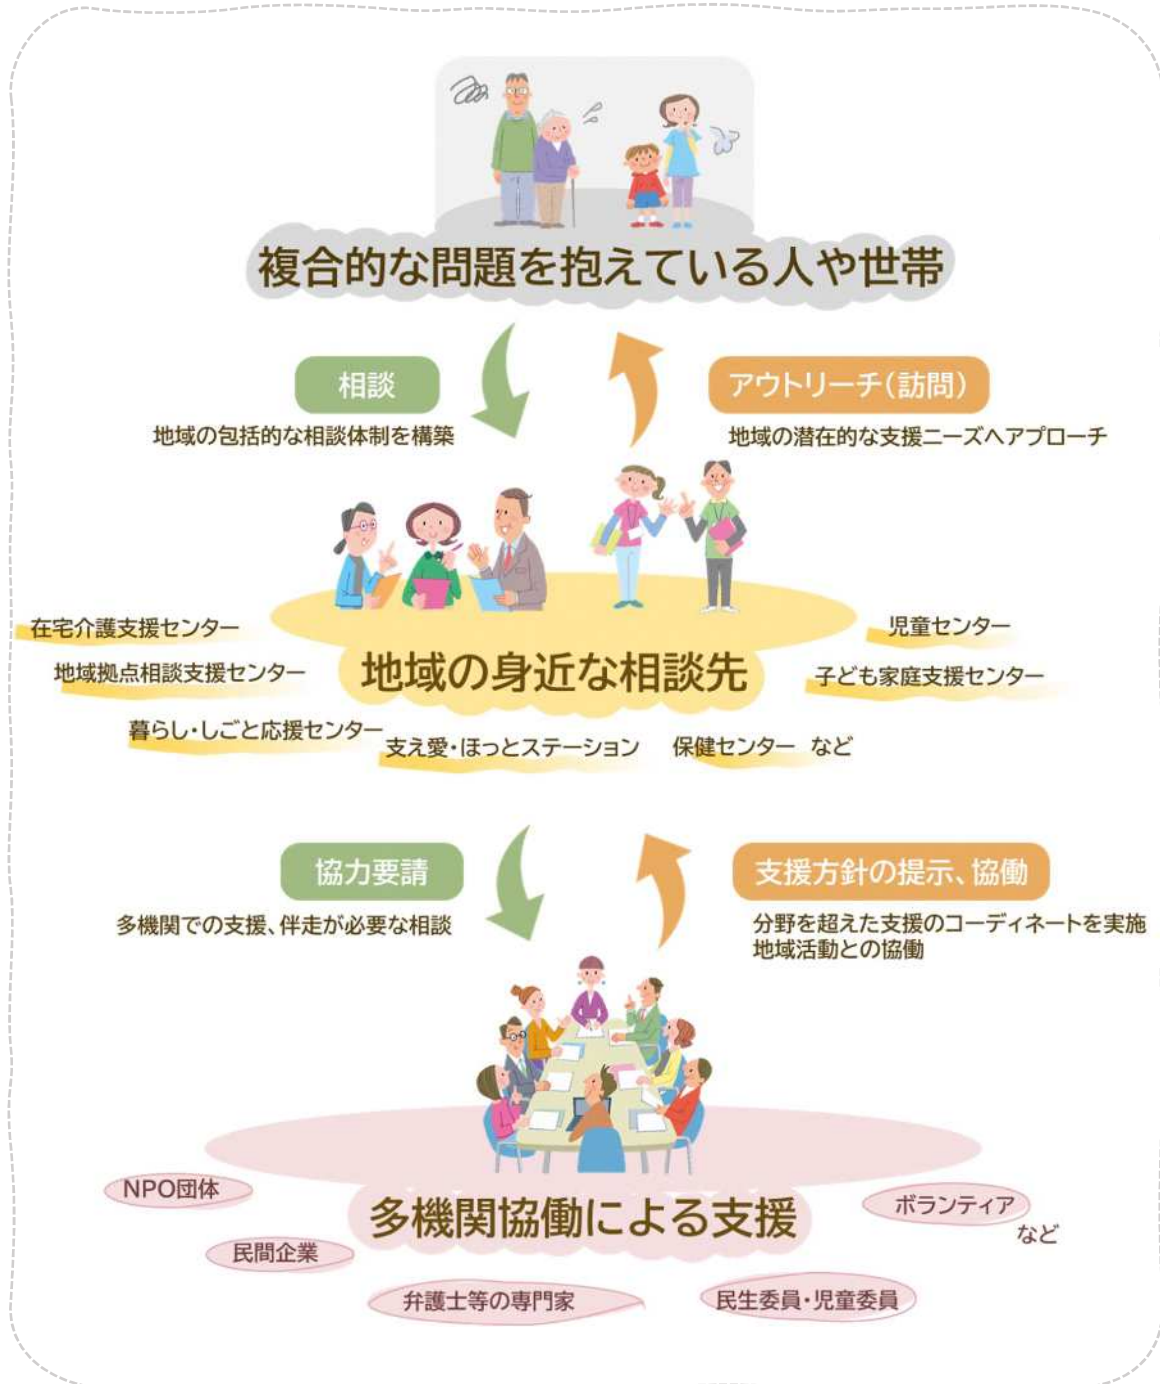 複合的な問題を抱えている人や世帯
相談
アウトリーチ(訪問)
地域の包括的な相談体制を構築
地域の潜在的な支援ニーズへアプローチ
在宅介護支援センター
児童センター
地域拠点相談支援センター
地域の身近な相談先
子ども家庭支援センター
暮らし・しごと応援センター
支え愛・ほっとステーション
保健センター など
協力要請
支援方針の提示、協働
多機関での支援、伴走が必要な相談
分野を超えた支援のコーディネートを実施
地域活動との協働
NPO団体
多機関協働による支援
ボランティア
など
民間企業
弁護士等の専門家
民生委員・児童委員